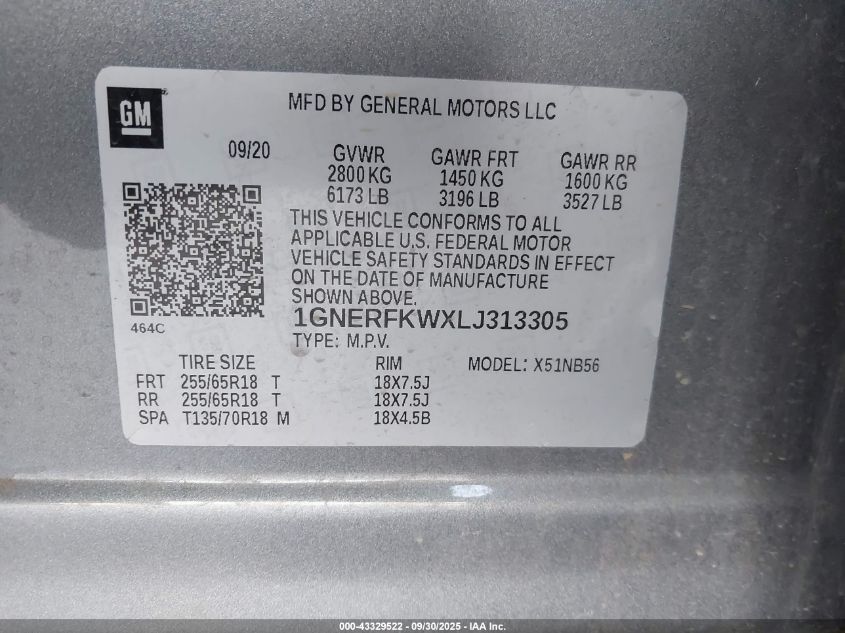 GM
MFD BY GENERAL MOTORS LLC
09/20 GVWR GAWR FRT GAWR RR
2800 KG 1450 KG 1600 KG
6173 LB 3196 LB 3527 LB
THIS VEHICLE CONFORMS TO ALL
APPLICABLE U.S. FEDERAL MOTOR
VEHICLE SAFETY STANDARDS IN EFFECT
ON THE DATE OF MANUFACTURE
SHOWN ABOVE.
1GNERFKWXLJ313305
464C
TYPE: M.P.V.
TIRE SIZE RIM MODEL: X51NB56
FRT 255/65R18 T 18X7.5J
RR 255/65R18 T 18X7.5J
SPA T135/70R18 M 18X4.5B
000-43329522 - 09/30/2025 - IAA Inc.